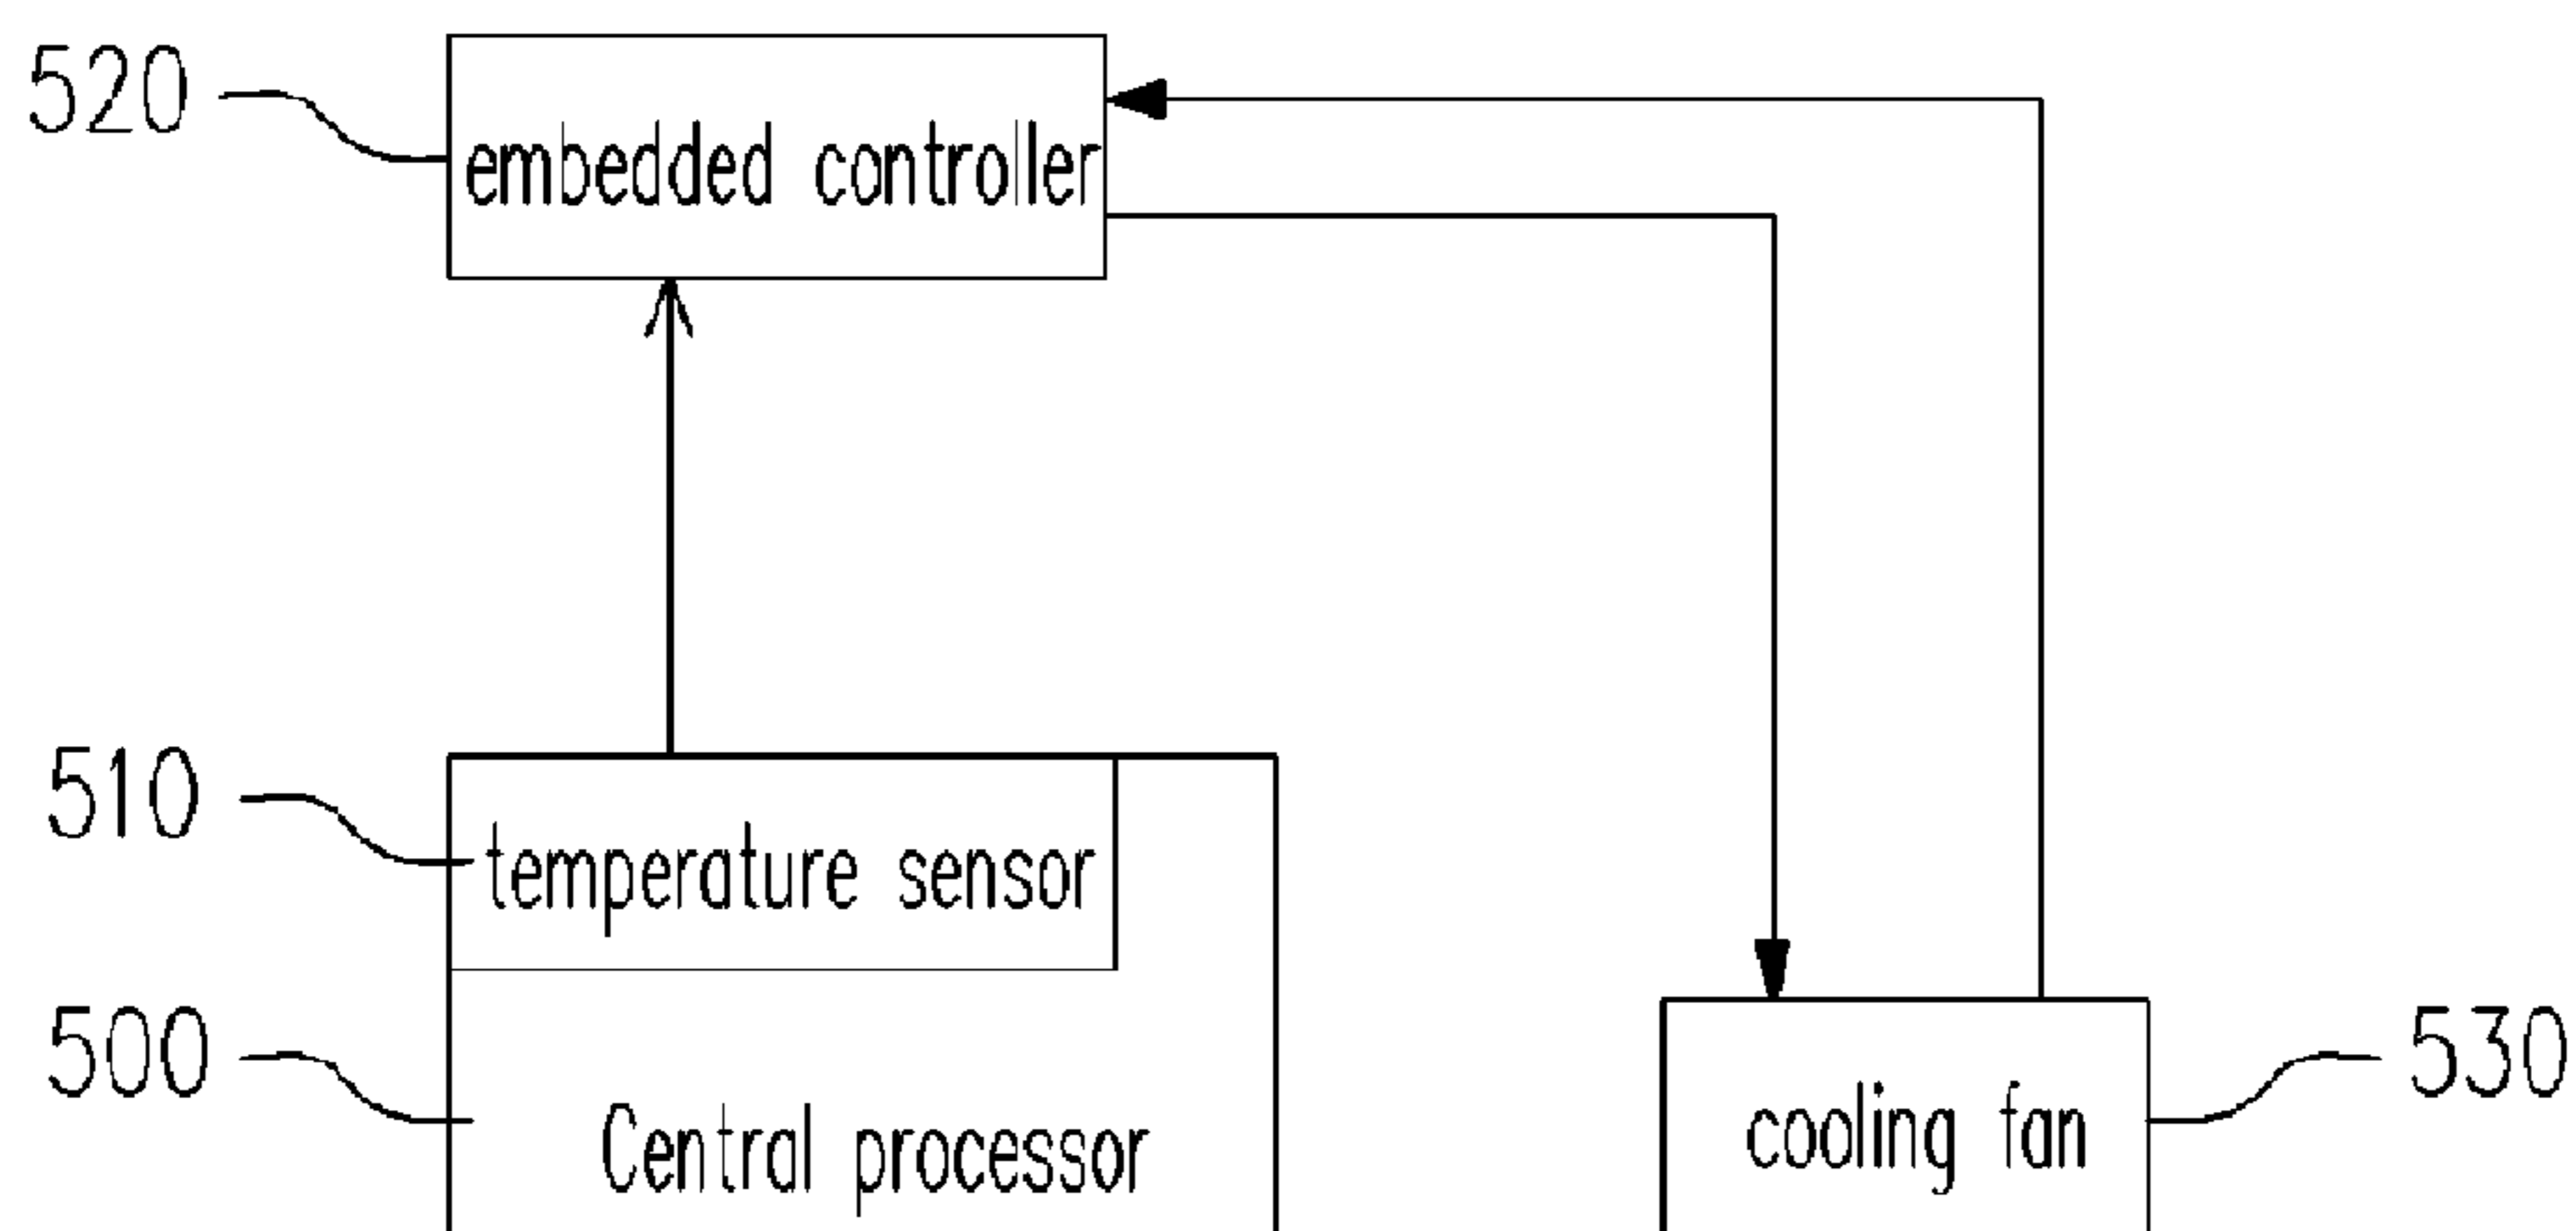 520
embedded controller
510
temperature sensor
500
Central processor
cooling fan
530